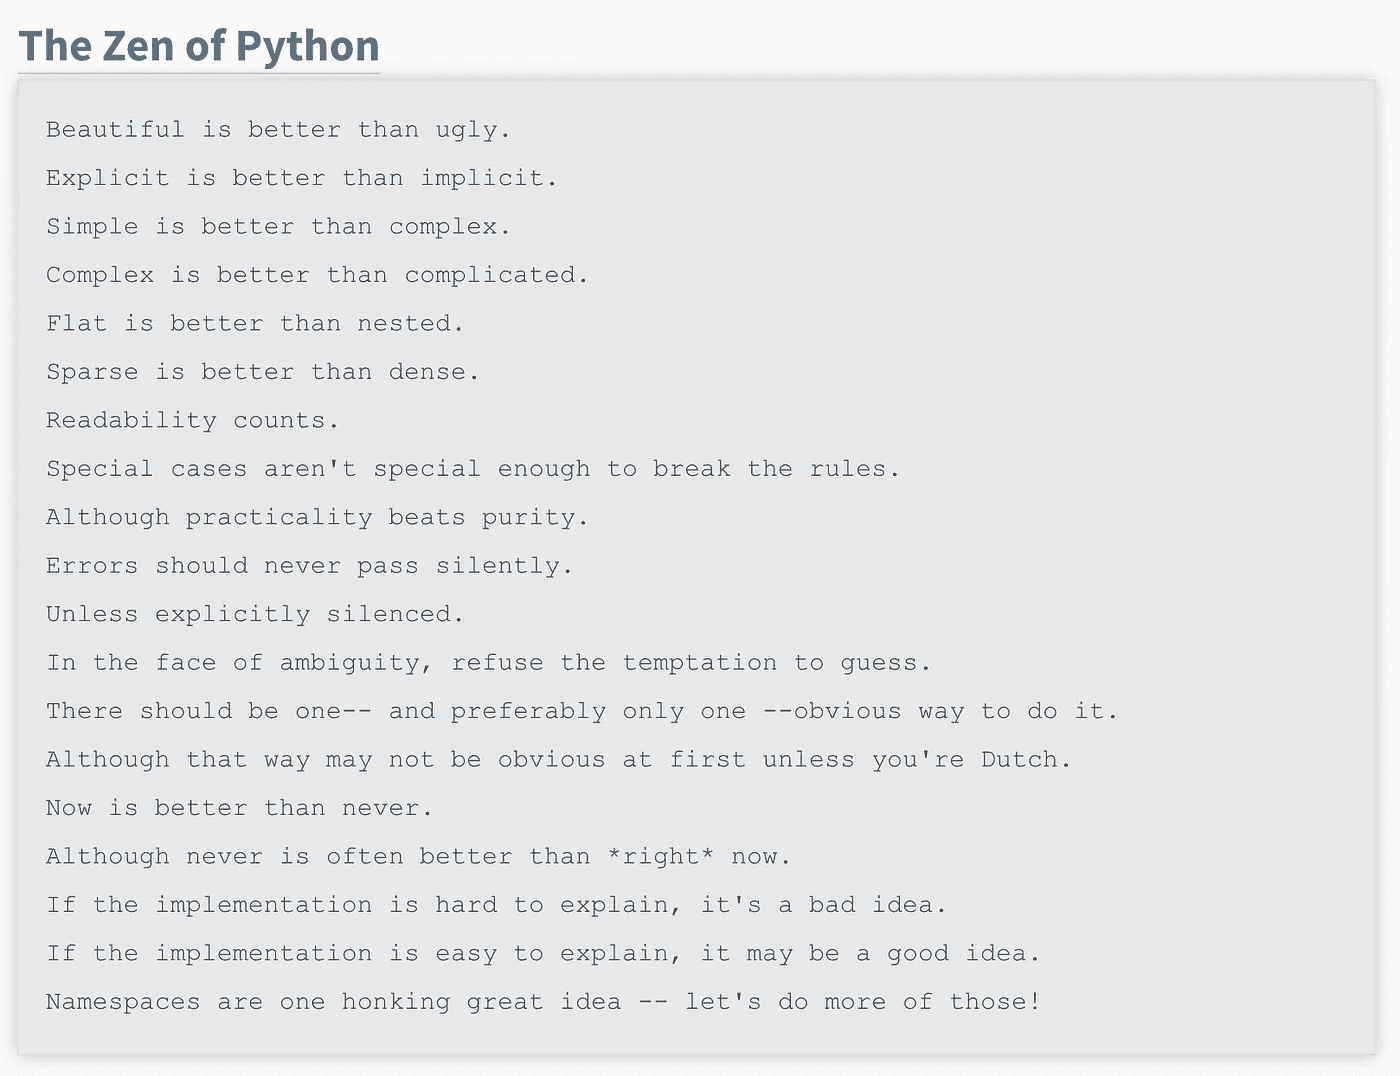 The Zen of Python
Beautiful is better than ugly.
Explicit is better than implicit.
Simple is better than complex.
Complex is better than complicated.
Flat is better than nested.
Sparse is better than dense.
Readability counts.
Special cases aren't special enough to break the rules.
Although practicality beats purity.
Errors should never pass silently.
Unless explicitly silenced.
In the face of ambiguity, refuse the temptation to guess.
There should be one-- and preferably only one --obvious way to do it.
Although that way may not be obvious at first unless you're Dutch.
Now is better than never.
Although never is often better than *right* now.
If the implementation is hard to explain, it's a bad idea.
If the implementation is easy to explain, it may be a good idea.
Namespaces are one honking great idea -- let's do more of those!